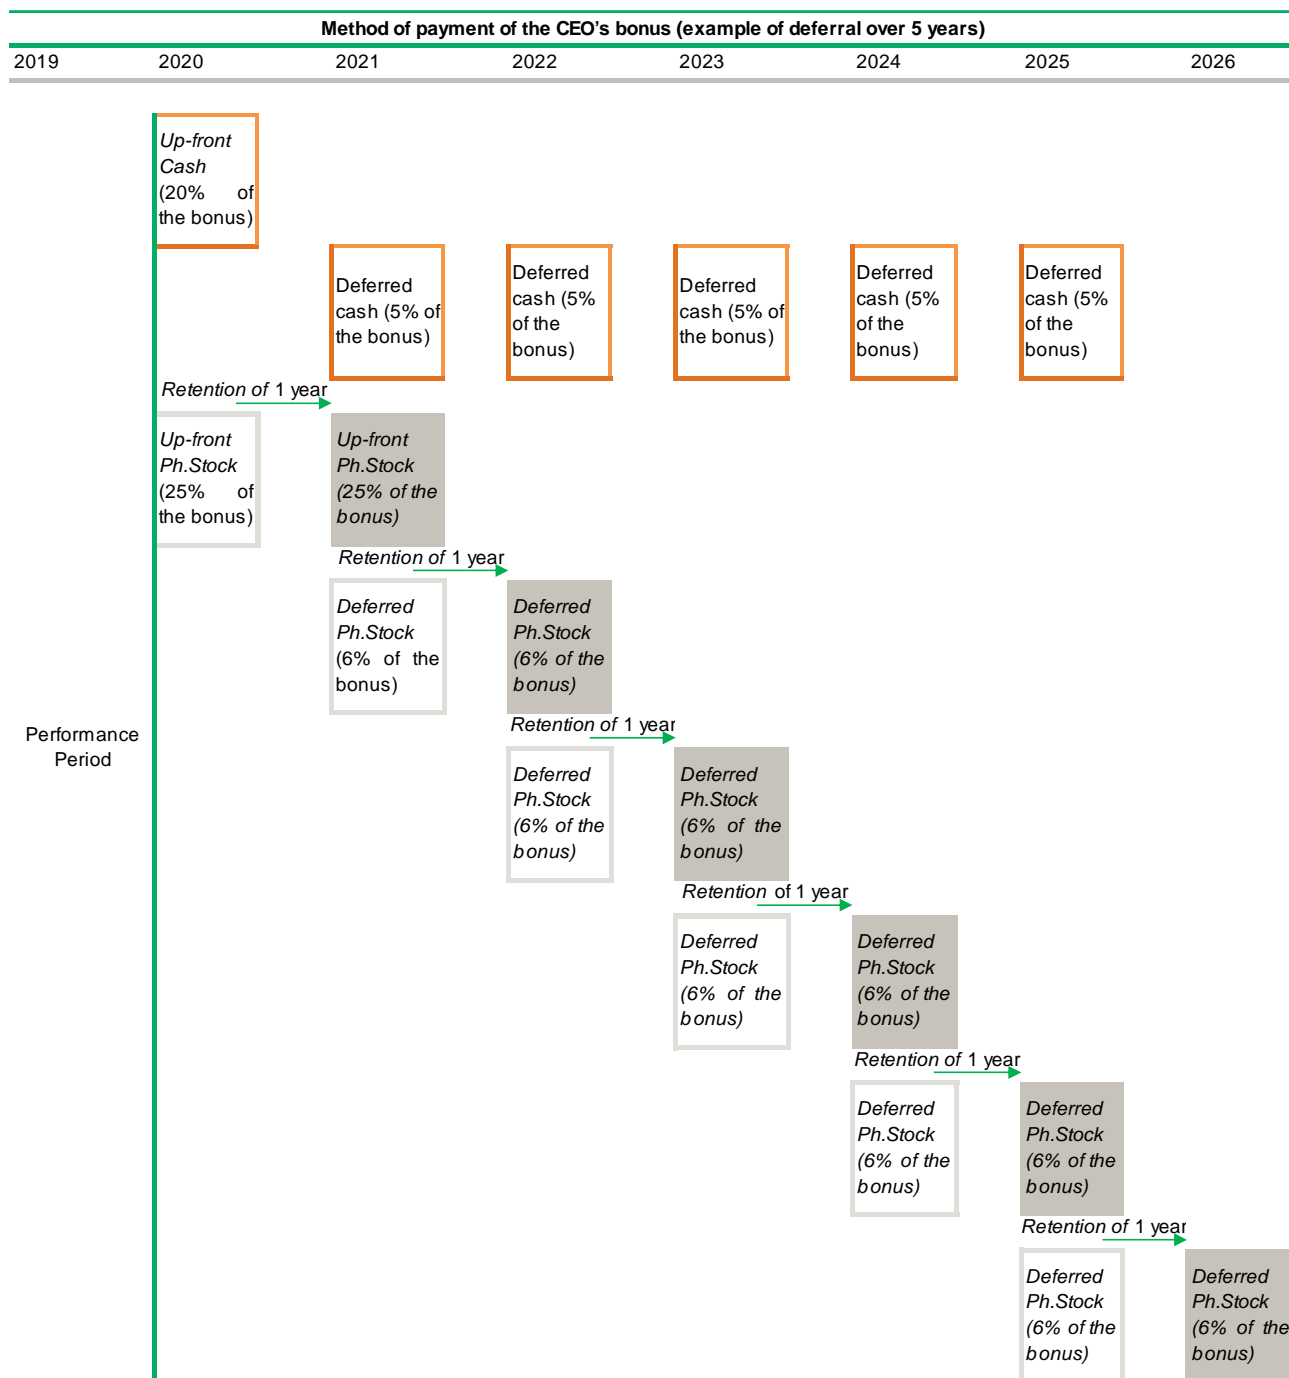 Method of payment of the CEO's bonus (example of deferral over 5 years)
2019 2020 2021 2022 2023 2024 2025 2026
Up-front
Cash
(20% of
the bonus)
Deferred
cash (5% of
the bonus)
Deferred
cash (5%
of the
bonus)
Deferred
cash (5% of
the bonus)
Deferred
cash (5%
of the
bonus)
Deferred
cash (5%
of the
bonus)
Retention of 1 year
Up-front
Ph.Stock
(25% of
the bonus)
Up-front
Ph.Stock
(25% of the
bonus)
Retention of 1 year
Deferred
Ph.Stock
(6% of the
bonus)
Deferred
Ph.Stock
(6% of the
bonus)
Performance
Period
Retention of 1 year
Deferred
Ph.Stock
(6% of the
bonus)
Deferred
Ph.Stock
(6% of the
bonus)
Retention of 1 year
Deferred
Ph.Stock
(6% of the
bonus)
Deferred
Ph.Stock
(6% of the
bonus)
Retention of 1 year
Deferred
Ph.Stock
(6% of the
bonus)
Deferred
Ph.Stock
(6% of the
bonus)
Retention of 1 year
Deferred
Ph.Stock
(6% of the
bonus)
Deferred
Ph.Stock
(6% of the
bonus)